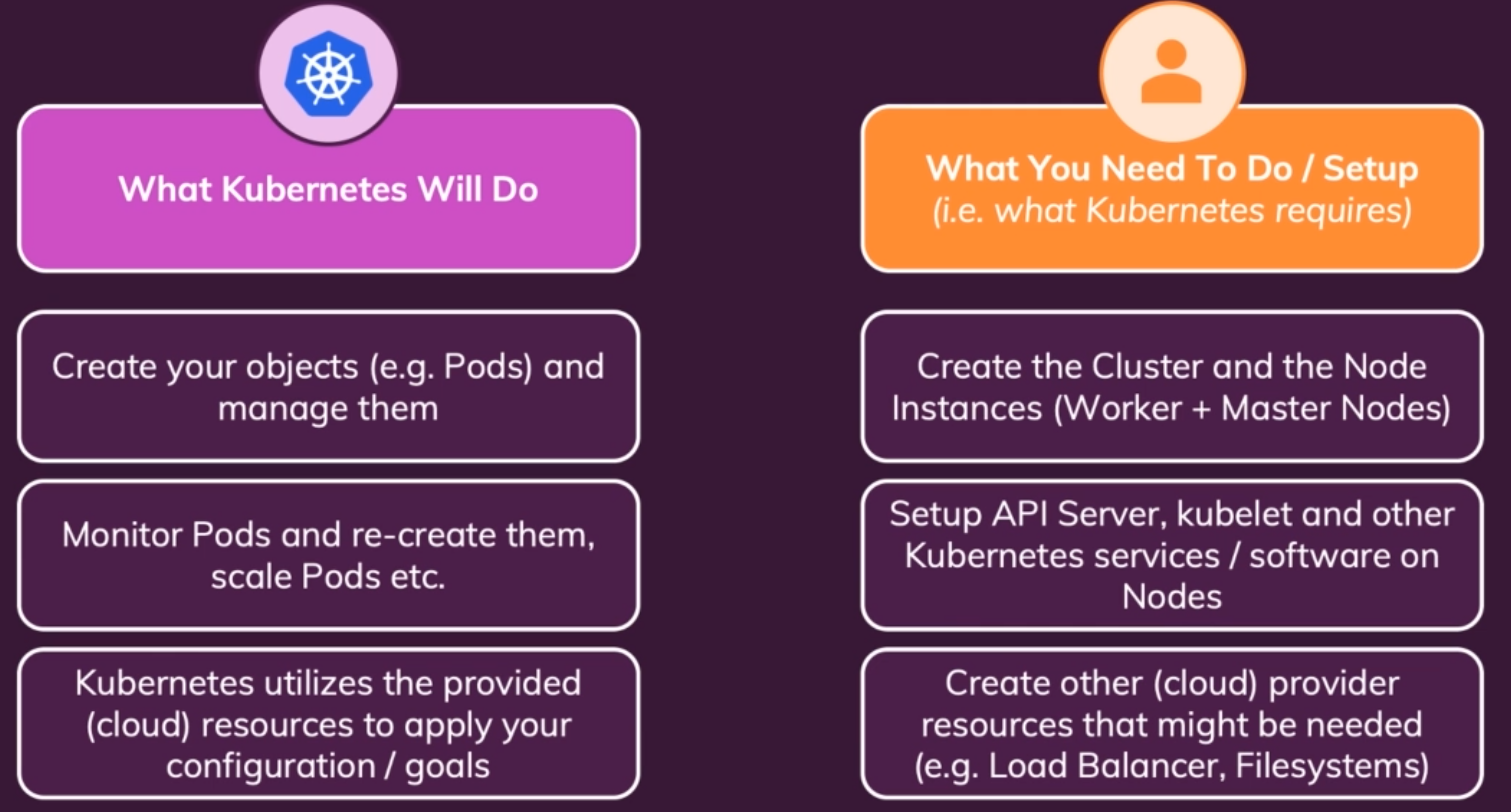 What Kubernetes Will Do
Create your objects (e.g. Pods) and
manage them
Monitor Pods and re-create them,
scale Pods etc.
Kubernetes utilizes the provided
(cloud) resources to apply your
configuration / goals
What You Need To Do / Setup
(i.e. what Kubernetes requires)
Create the Cluster and the Node
Instances (Worker + Master Nodes)
Setup API Server, kubelet and other
Kubernetes services / software on
Nodes
Create other (cloud) provider
resources that might be needed
(e.g. Load Balancer, Filesystems)